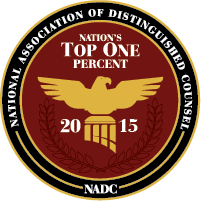 NATIONAL ASSOCIATION OF DISTINGUISHED COUNSEL
NATION'S
TOP ONE
PERCENT
20 15
NADC